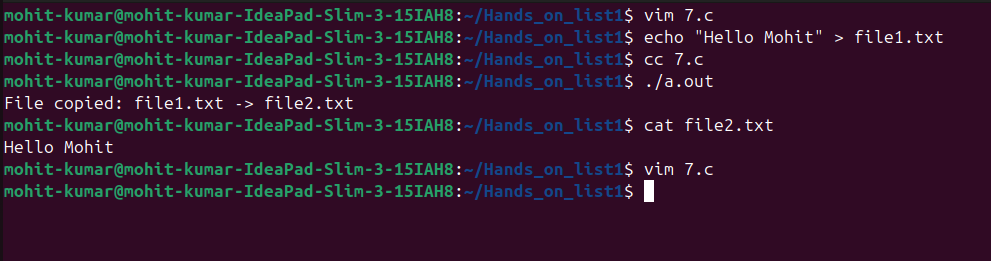 mohit-kumar@mohit-kumar-IdeaPad-Slim-3-15IAH8:~/Hands_on_list1$ vim 7.c
mohit-kumar@mohit-kumar-IdeaPad-Slim-3-15IAH8:~/Hands_on_list1$ echo "Hello Mohit" > file1.txt
mohit-kumar@mohit-kumar-IdeaPad-Slim-3-15IAH8:~/Hands_on_list1$ cc 7.c
mohit-kumar@mohit-kumar-IdeaPad-Slim-3-15IAH8:~/Hands_on_list1$ ./a.out
File copied: file1.txt -> file2.txt
mohit-kumar@mohit-kumar-IdeaPad-Slim-3-15IAH8:~/Hands_on_list1$ cat file2.txt
Hello Mohit
mohit-kumar@mohit-kumar-IdeaPad-Slim-3-15IAH8:~/Hands_on_list1$ vim 7.c
mohit-kumar@mohit-kumar-IdeaPad-Slim-3-15IAH8:~/Hands_on_list1$